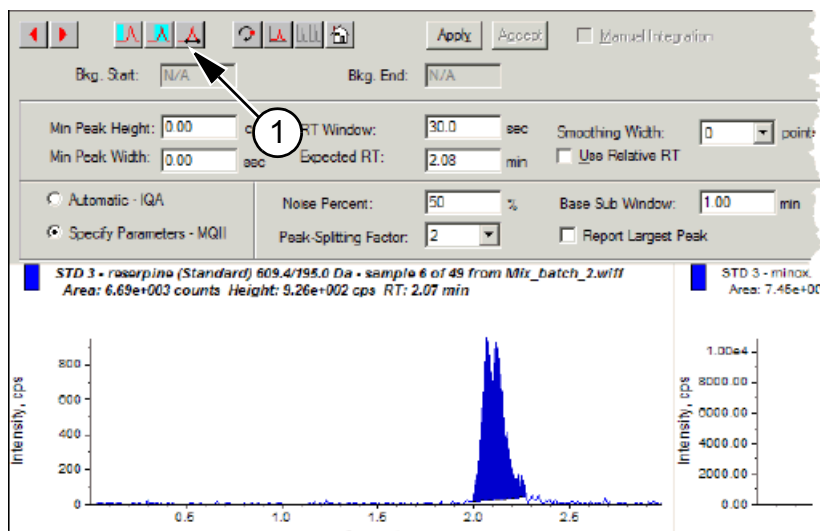 Apply Accept Manual Integration
Bkg. Start: N/A Bkg. End: N/A
1
Min Peak Height: 0.00 c RT Window: 30.0 sec Smoothing Width: 0 points
Min Peak Width: 0.00 sec Expected RT: 2.08 min Use Relative RT
Automatic - IQA Noise Percent: 50 % Base Sub Window: 1.00 min
Specify Parameters - MQII Peak-Splitting Factor: 2 Report Largest Peak
STD 3 - reserpine (Standard) 609.4/195.0 Da - sample 6 of 49 from Mix_batch_2.wiff
Area: 6.69e+003 counts Height: 9.26e+002 cps RT: 2.07 min
Intensity, cps
800
600
400
200
0
0.5 1.0 1.5 2.0 2.5
STD 3 - minox.
Area: 7.45e+00
Intensity, cps
1.00e4
8000.00
6000.00
4000.00
2000.00
0.00